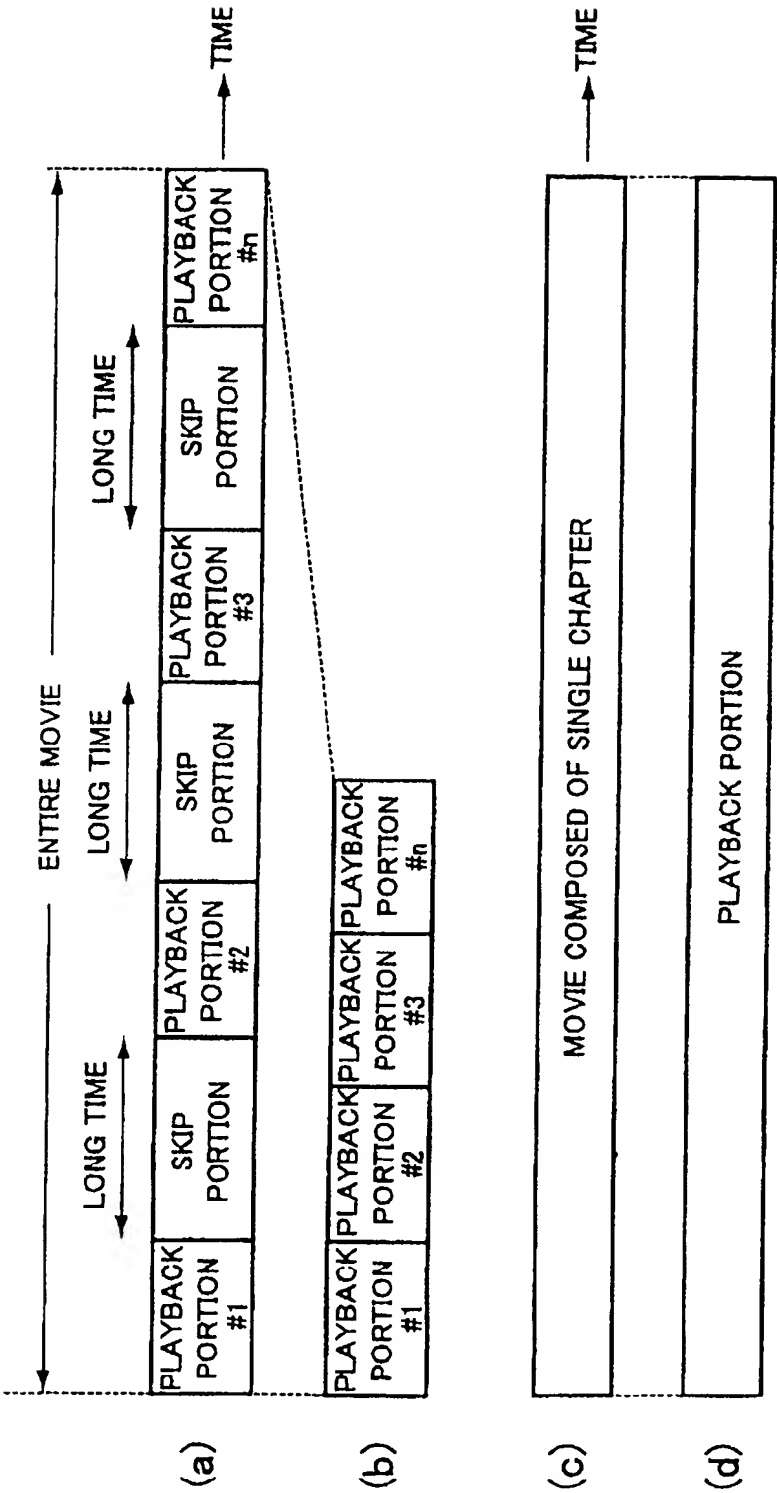 ENTIRE MOVIE
LONG TIME
LONG TIME
LONG TIME
(a)
PLAYBACK
PORTION
#1
SKIP
PORTION
PLAYBACK
PORTION
#2
SKIP
PORTION
PLAYBACK
PORTION
#3
SKIP
PORTION
PLAYBACK
PORTION
#n
TIME
(b)
PLAYBACK
PORTION
#1
PLAYBACK
PORTION
#2
PLAYBACK
PORTION
#3
PLAYBACK
PORTION
#n
(c)
MOVIE COMPOSED OF SINGLE CHAPTER
TIME
(d)
PLAYBACK PORTION